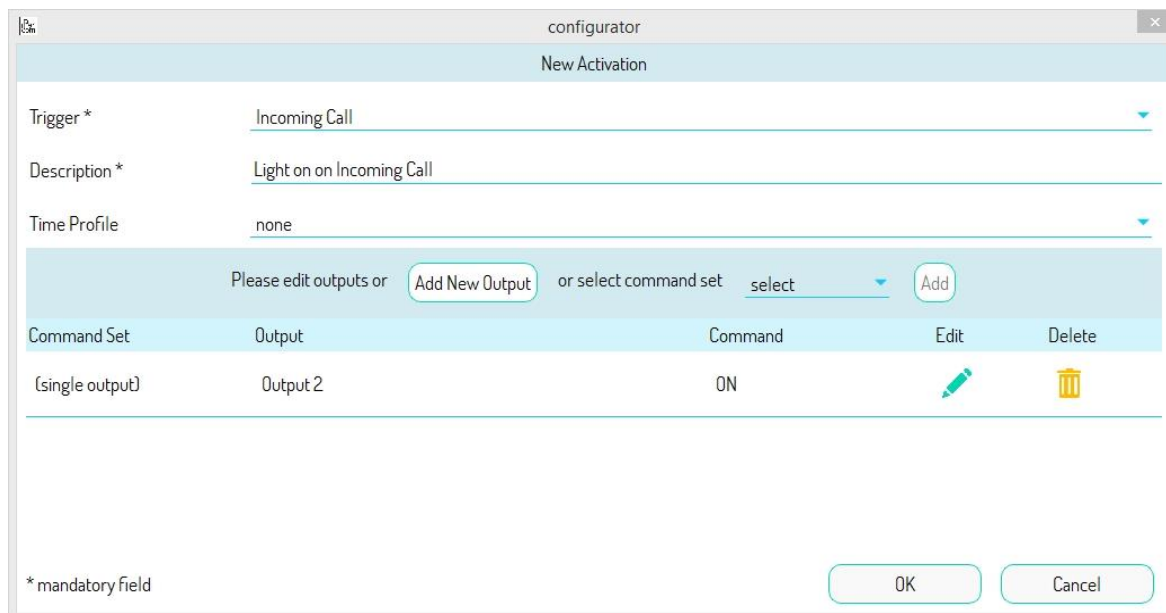 configurator
New Activation
Trigger * Incoming Call
Description * Light on on Incoming Call
Time Profile none
Please edit outputs or Add New Output or select command set select Add
Command Set Output Command Edit Delete
(single output) Output 2 ON
* mandatory field OK Cancel